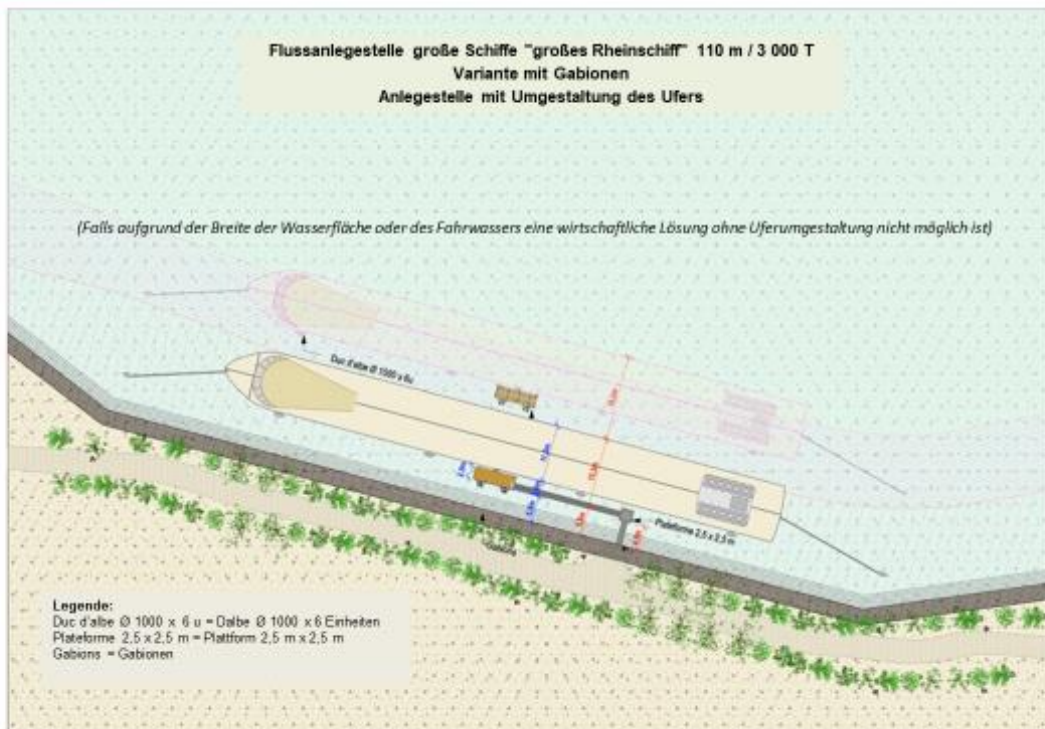 Flussanlegestelle große Schiffe "großes Rheinschiff" 110 m / 3 000 T
Variante mit Gabionen
Anlegestelle mit Umgestaltung des Ufers
(Falls aufgrund der Breite der Wasserfläche oder des Fahrwassers eine wirtschaftliche Lösung ohne Uferumgestaltung nicht möglich ist)
Duc d'albe Ø 1000 x 6u
Plateforme 2,5 x 2,5 m
Legende:
Duc d'albe Ø 1000 x 6 u = Dalbe Ø 1000 x 6 Einheiten
Plateforme 2,5 x 2,5 m = Plattform 2,5 m x 2,5 m
Gabions = Gabionen